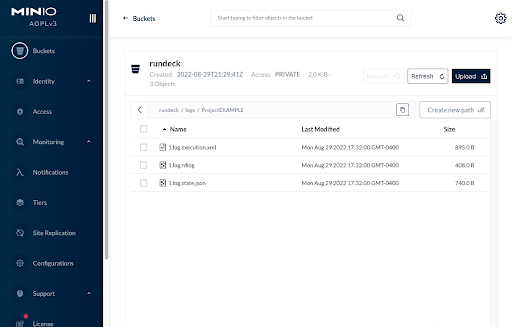 MINIO
AGPLv3
Buckets
Identity
Access
Monitoring
Notifications
Tiers
Site Replication
Configurations
Support
License
← Buckets
Start typing to filter objects in the bucket
rundeck
Created: 2022-08-29T21:29:41Z Access: PRIVATE 2.0 KiB -
3 Objects
Refresh
Upload
rundeck / logs / ProjectEXAMPLE
Create new path
Name Last Modified Size
1.log.execution.xml Mon Aug 29 2022 17:32:00 GMT-0400 895.0 B
1.log.rdlog Mon Aug 29 2022 17:32:00 GMT-0400 408.0 B
1.log.state.json Mon Aug 29 2022 17:32:00 GMT-0400 740.0 B